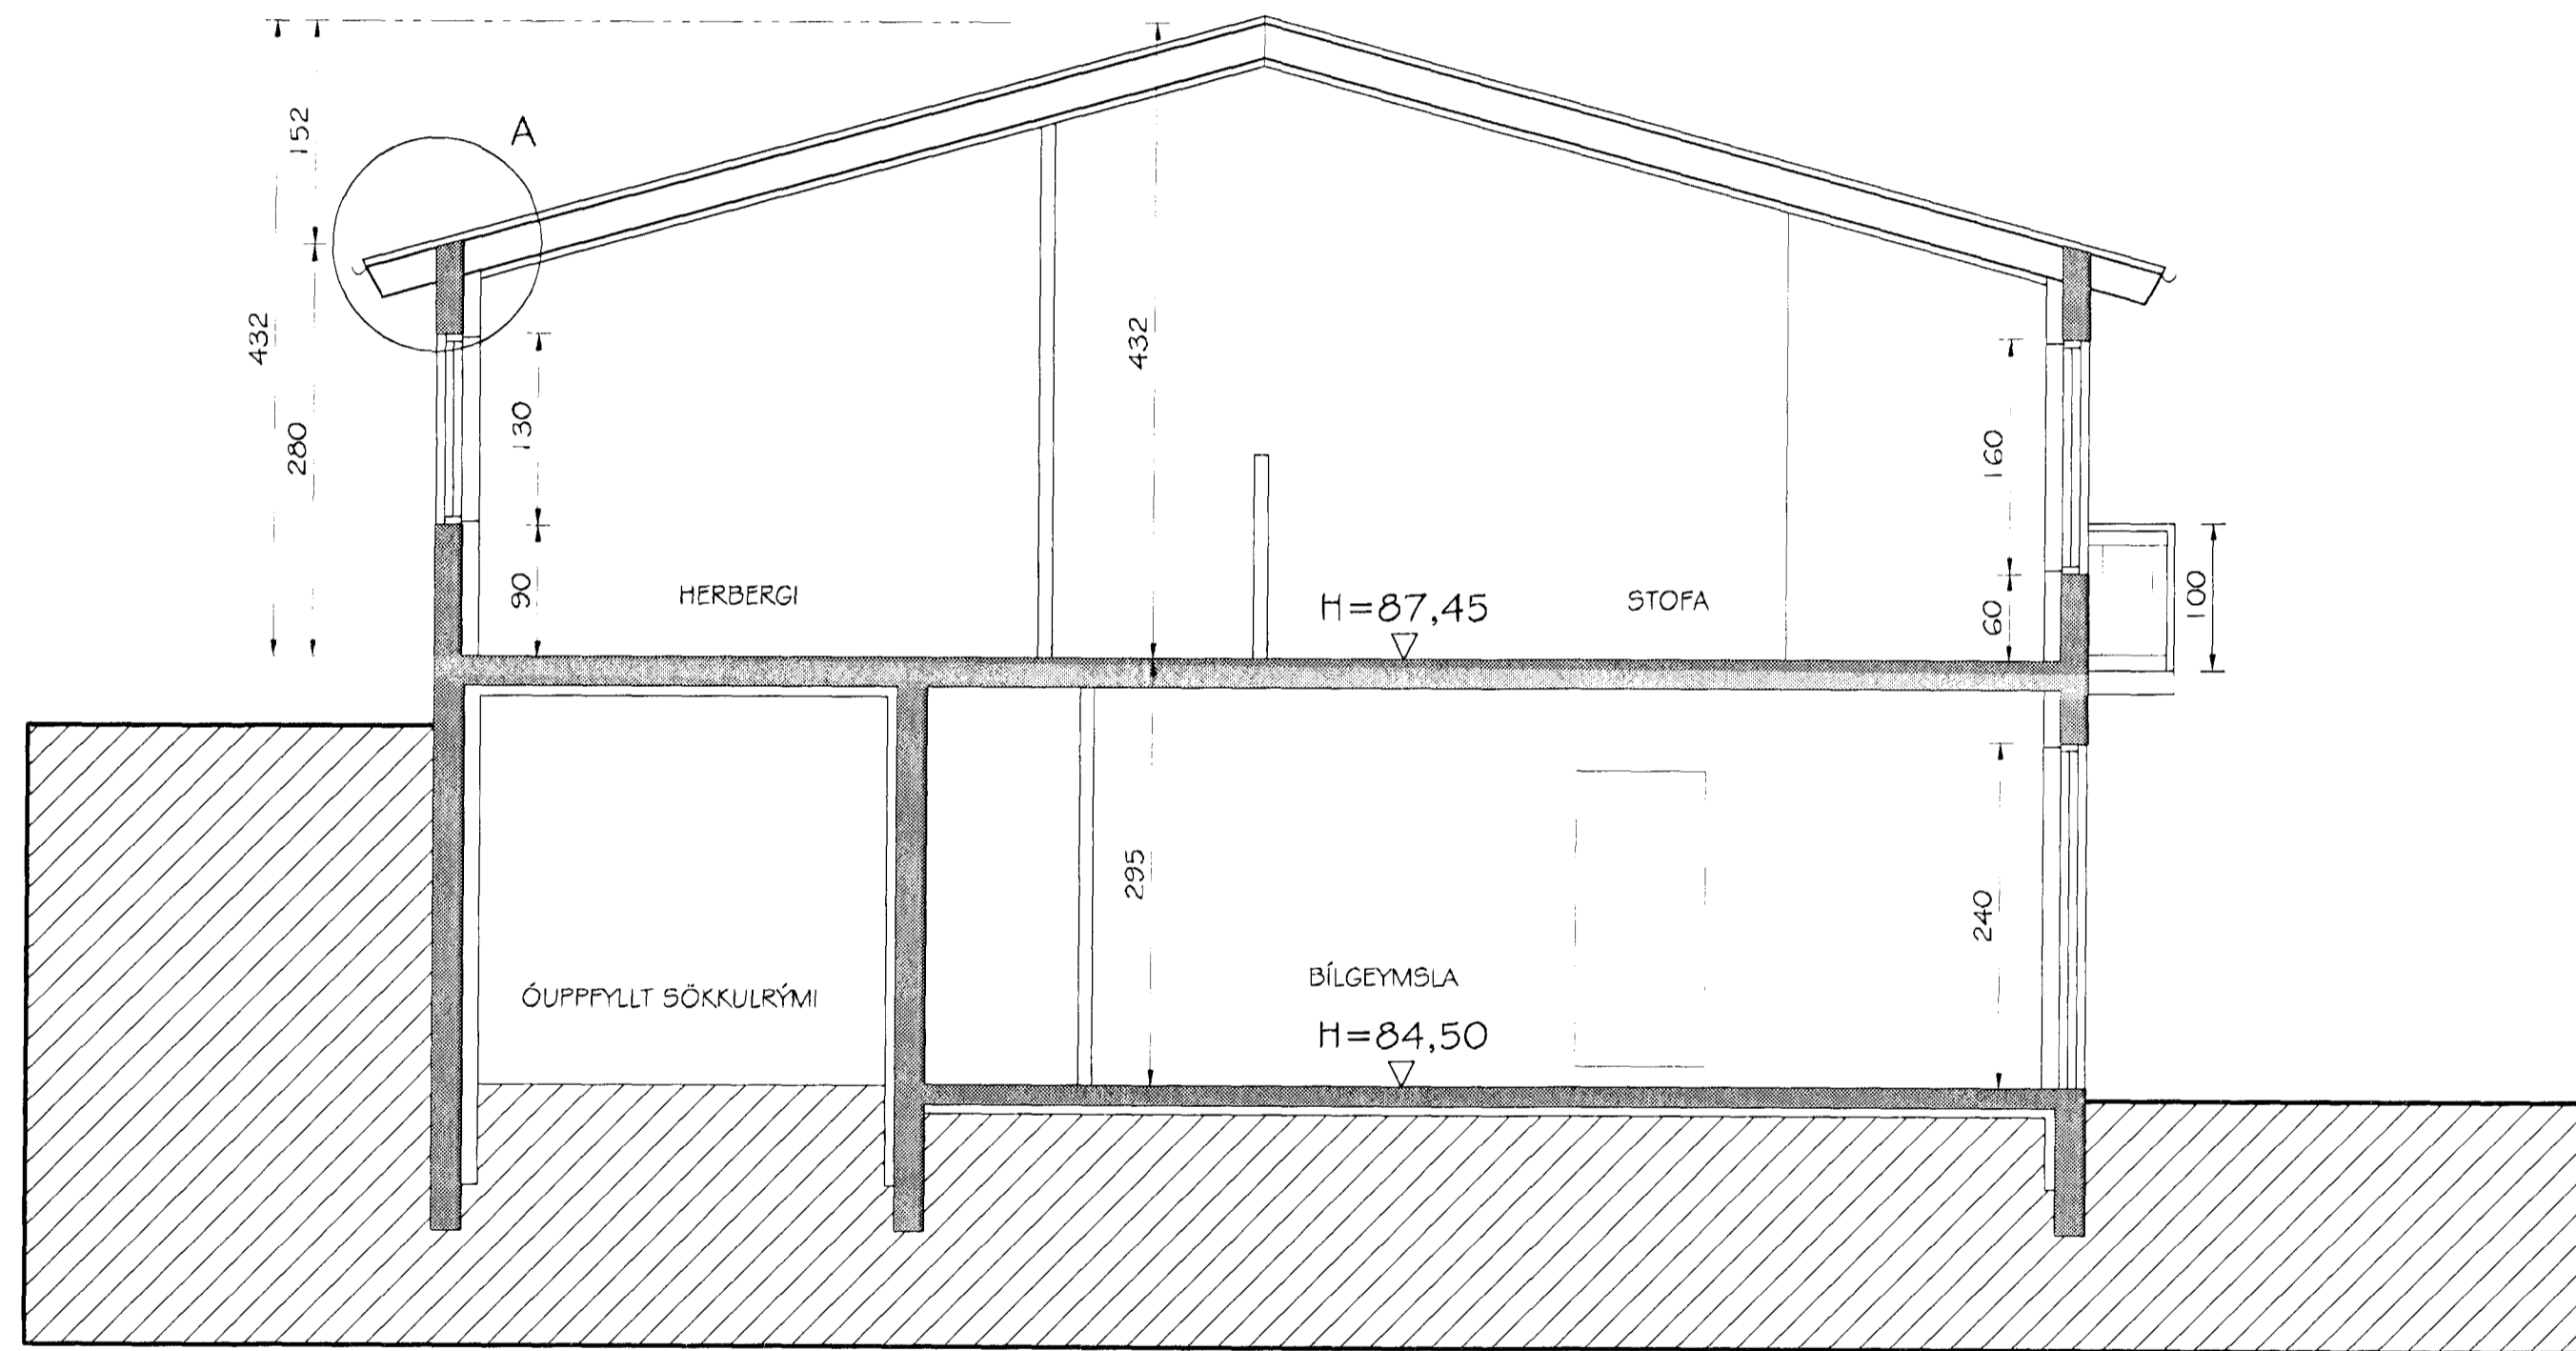 A
152
432
280
130
90
432
160
60
100
HERBERGI
H=87,45
STOFA
295
240
ÓUPPFYLLT SÖKKULRÝMI
BÍLGEYMSLA
H=84,50